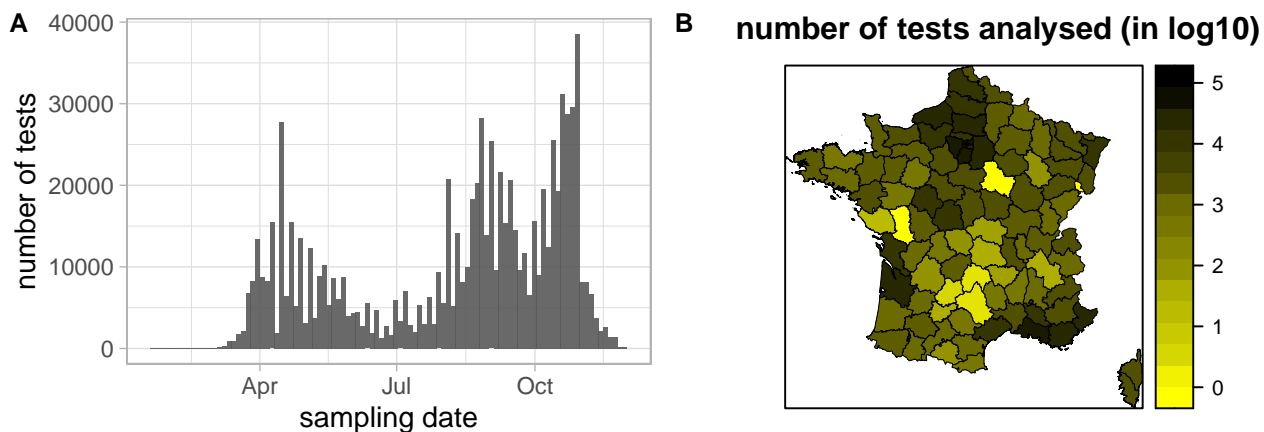 A
40000
30000
20000
10000
0
number of tests
Apr
Jul
Oct
sampling date
B
number of tests analysed (in log10)
5
4
3
2
1
0